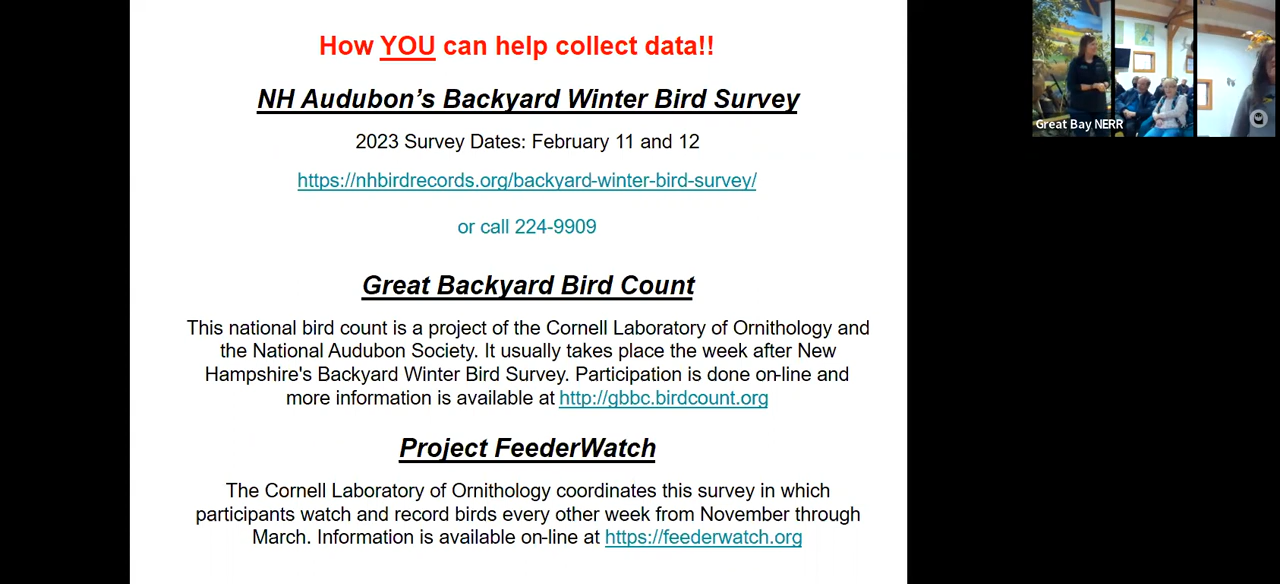 How YOU can help collect data!!
NH Audubon's Backyard Winter Bird Survey
2023 Survey Dates: February 11 and 12
https://nhbirdrecords.org/backyard-winter-bird-survey/
or call 224-9909
Great Backyard Bird Count
This national bird count is a project of the Cornell Laboratory of Ornithology and
the National Audubon Society. It usually takes place the week after New
Hampshire's Backyard Winter Bird Survey. Participation is done on-line and
more information is available at http://gbbc.birdcount.org
Project FeederWatch
The Cornell Laboratory of Ornithology coordinates this survey in which
participants watch and record birds every other week from November through
March. Information is available on-line at https://feederwatch.org
Great Bay NERR